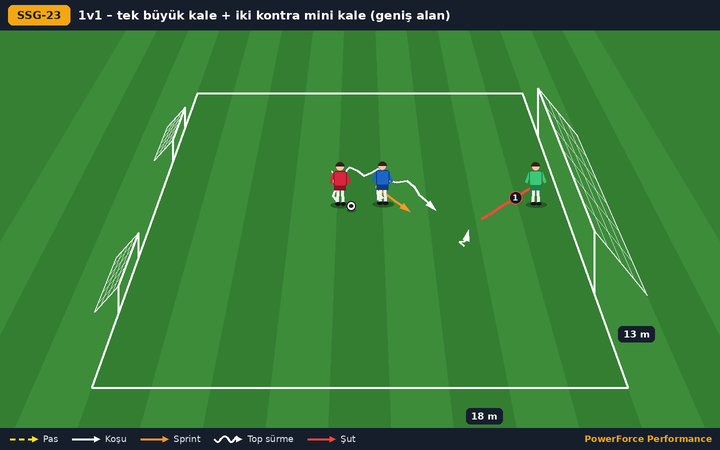 SSG-23 1v1 – tek büyük kale + iki kontra mini kale (geniş alan)
1
13 m
18 m
Pas Koşu Sprint Top sürme Şut PowerForce Performance